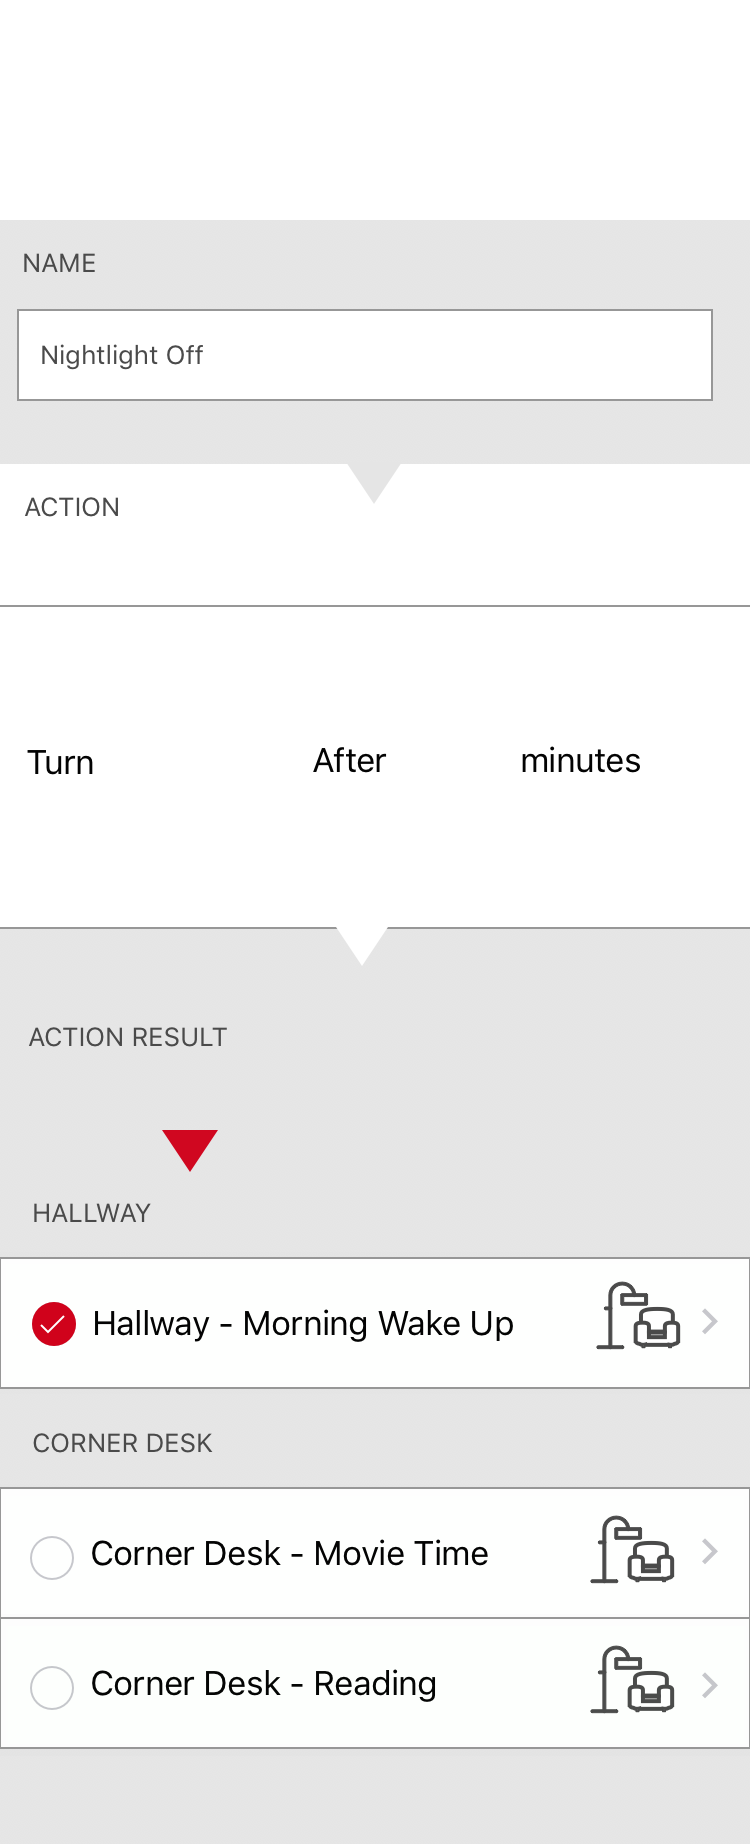 NAME
Nightlight Off
ACTION
Turn After minutes
ACTION RESULT
HALLWAY
Hallway - Morning Wake Up
CORNER DESK
Corner Desk - Movie Time
Corner Desk - Reading